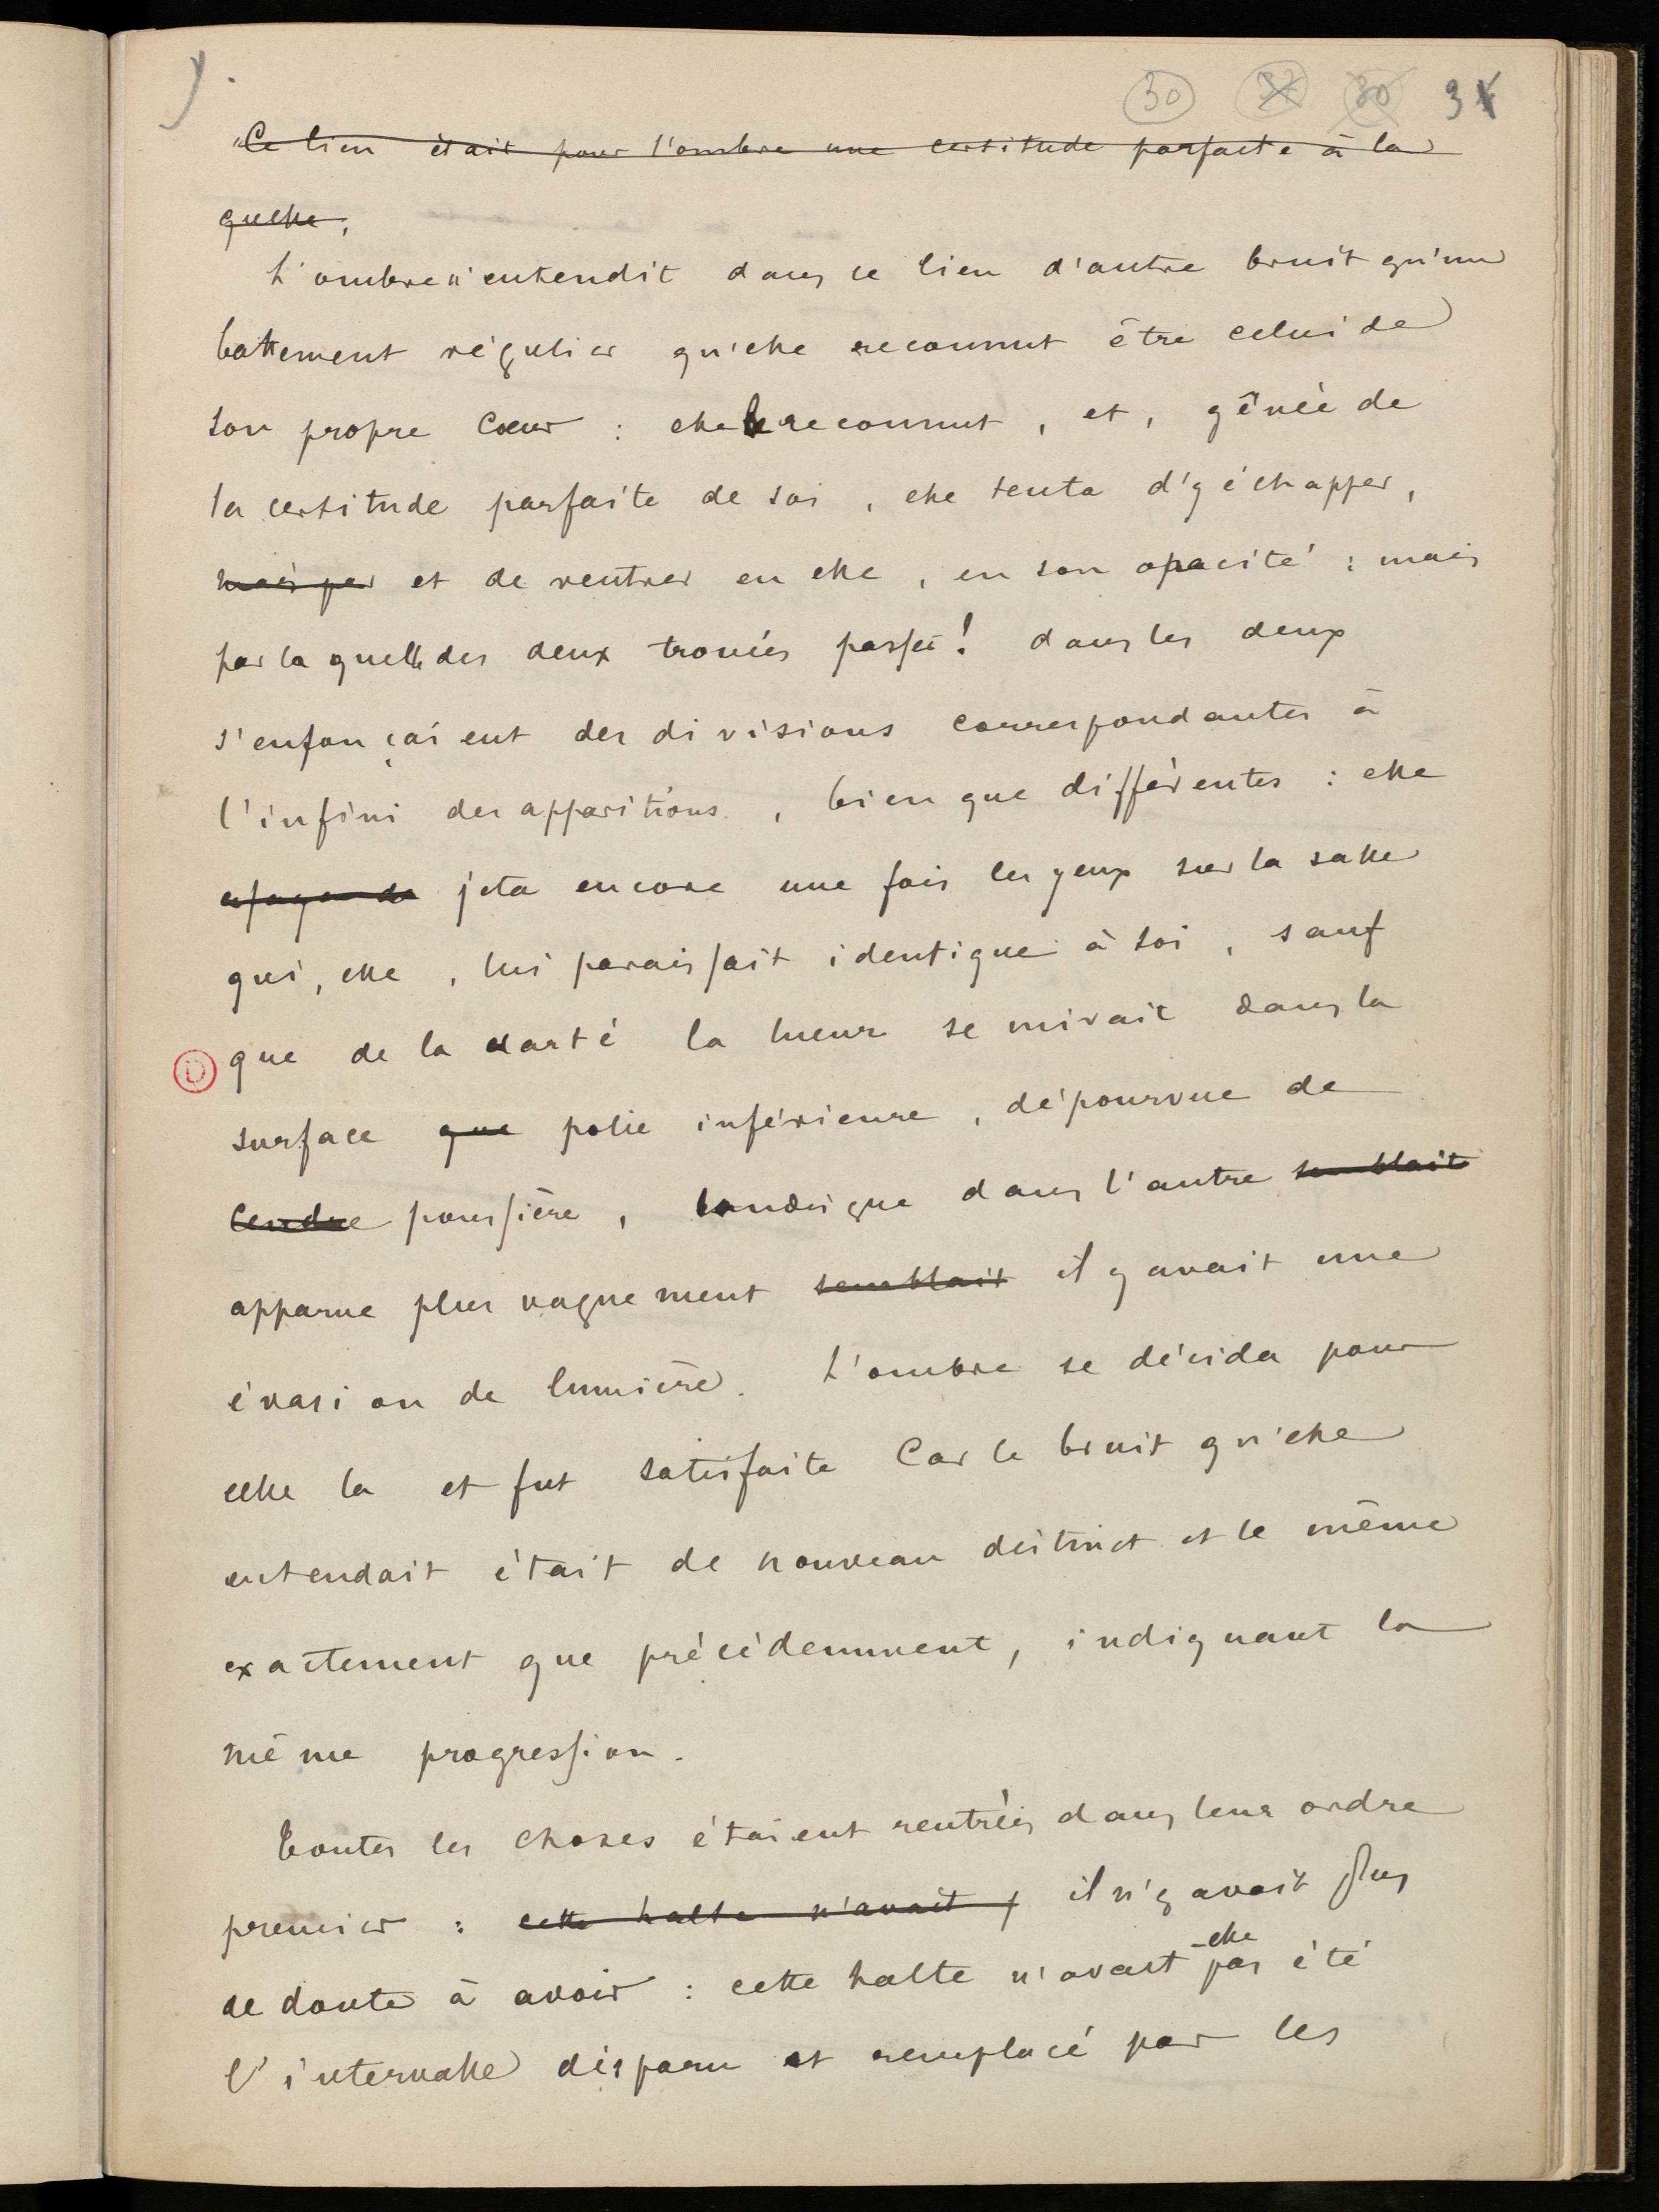 30 32 30 34
Ce lieu était pour l'ombre une certitude parfaite à la
quelle,
L'ombre n'entendit dans ce lieu d'autre bruit qu'un
battement régulier qu'elle reconnut être celui de
son propre cœur : elle le reconnut, et, gênée de
la certitude parfaite de soi, elle tenta d'y échapper,
mais par et de rentrer en elle, en son opacité : mais
par laquelle des deux trouées passer ! dans les deux
s'enfonçaient des divisions correspondantes à
l'infini des apparitions, bien que différentes : elle
jeta encore une fois les yeux sur la salle
qui, elle, lui paraissait identique à soi, sauf
que de la clarté la lueur se mirait dans la
surface que polie inférieure, dépourvue de
cendre poussière, tandis que dans l'autre semblait
apparue plus vaguement semblait il y avait une
évasion de lumière. L'ombre se décida pour
celle la et fut satisfaite Car le bruit qu'elle
entendait était de nouveau distinct et le même
exactement que précédemment, indiquant la
même progression.
Toutes les choses étaient rentrées dans leur ordre
premier : cette halte n'avait il n'y avait plus
de doute à avoir : cette halte n'avait -elle pas été
l'intervalle disparu et remplacé par les